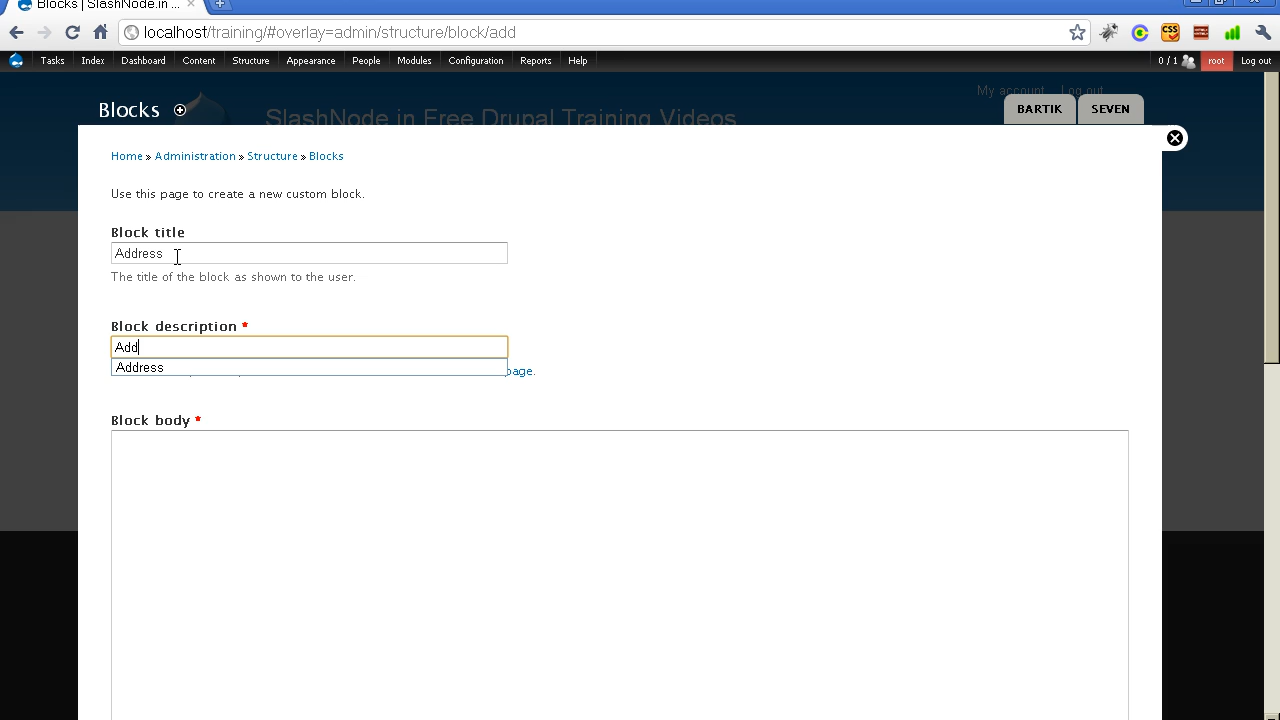 Blocks | SlashNode.in ...
localhost/training/#overlay=admin/structure/block/add
Tasks Index Dashboard Content Structure Appearance People Modules Configuration Reports Help 0 / 1 root Log out
My account Log out
Blocks
SlashNode in Free Drupal Training Videos
BARTIK SEVEN
Home » Administration » Structure » Blocks
Use this page to create a new custom block.
Block title
Address
The title of the block as shown to the user.
Block description *
Add
Address
page.
Block body *